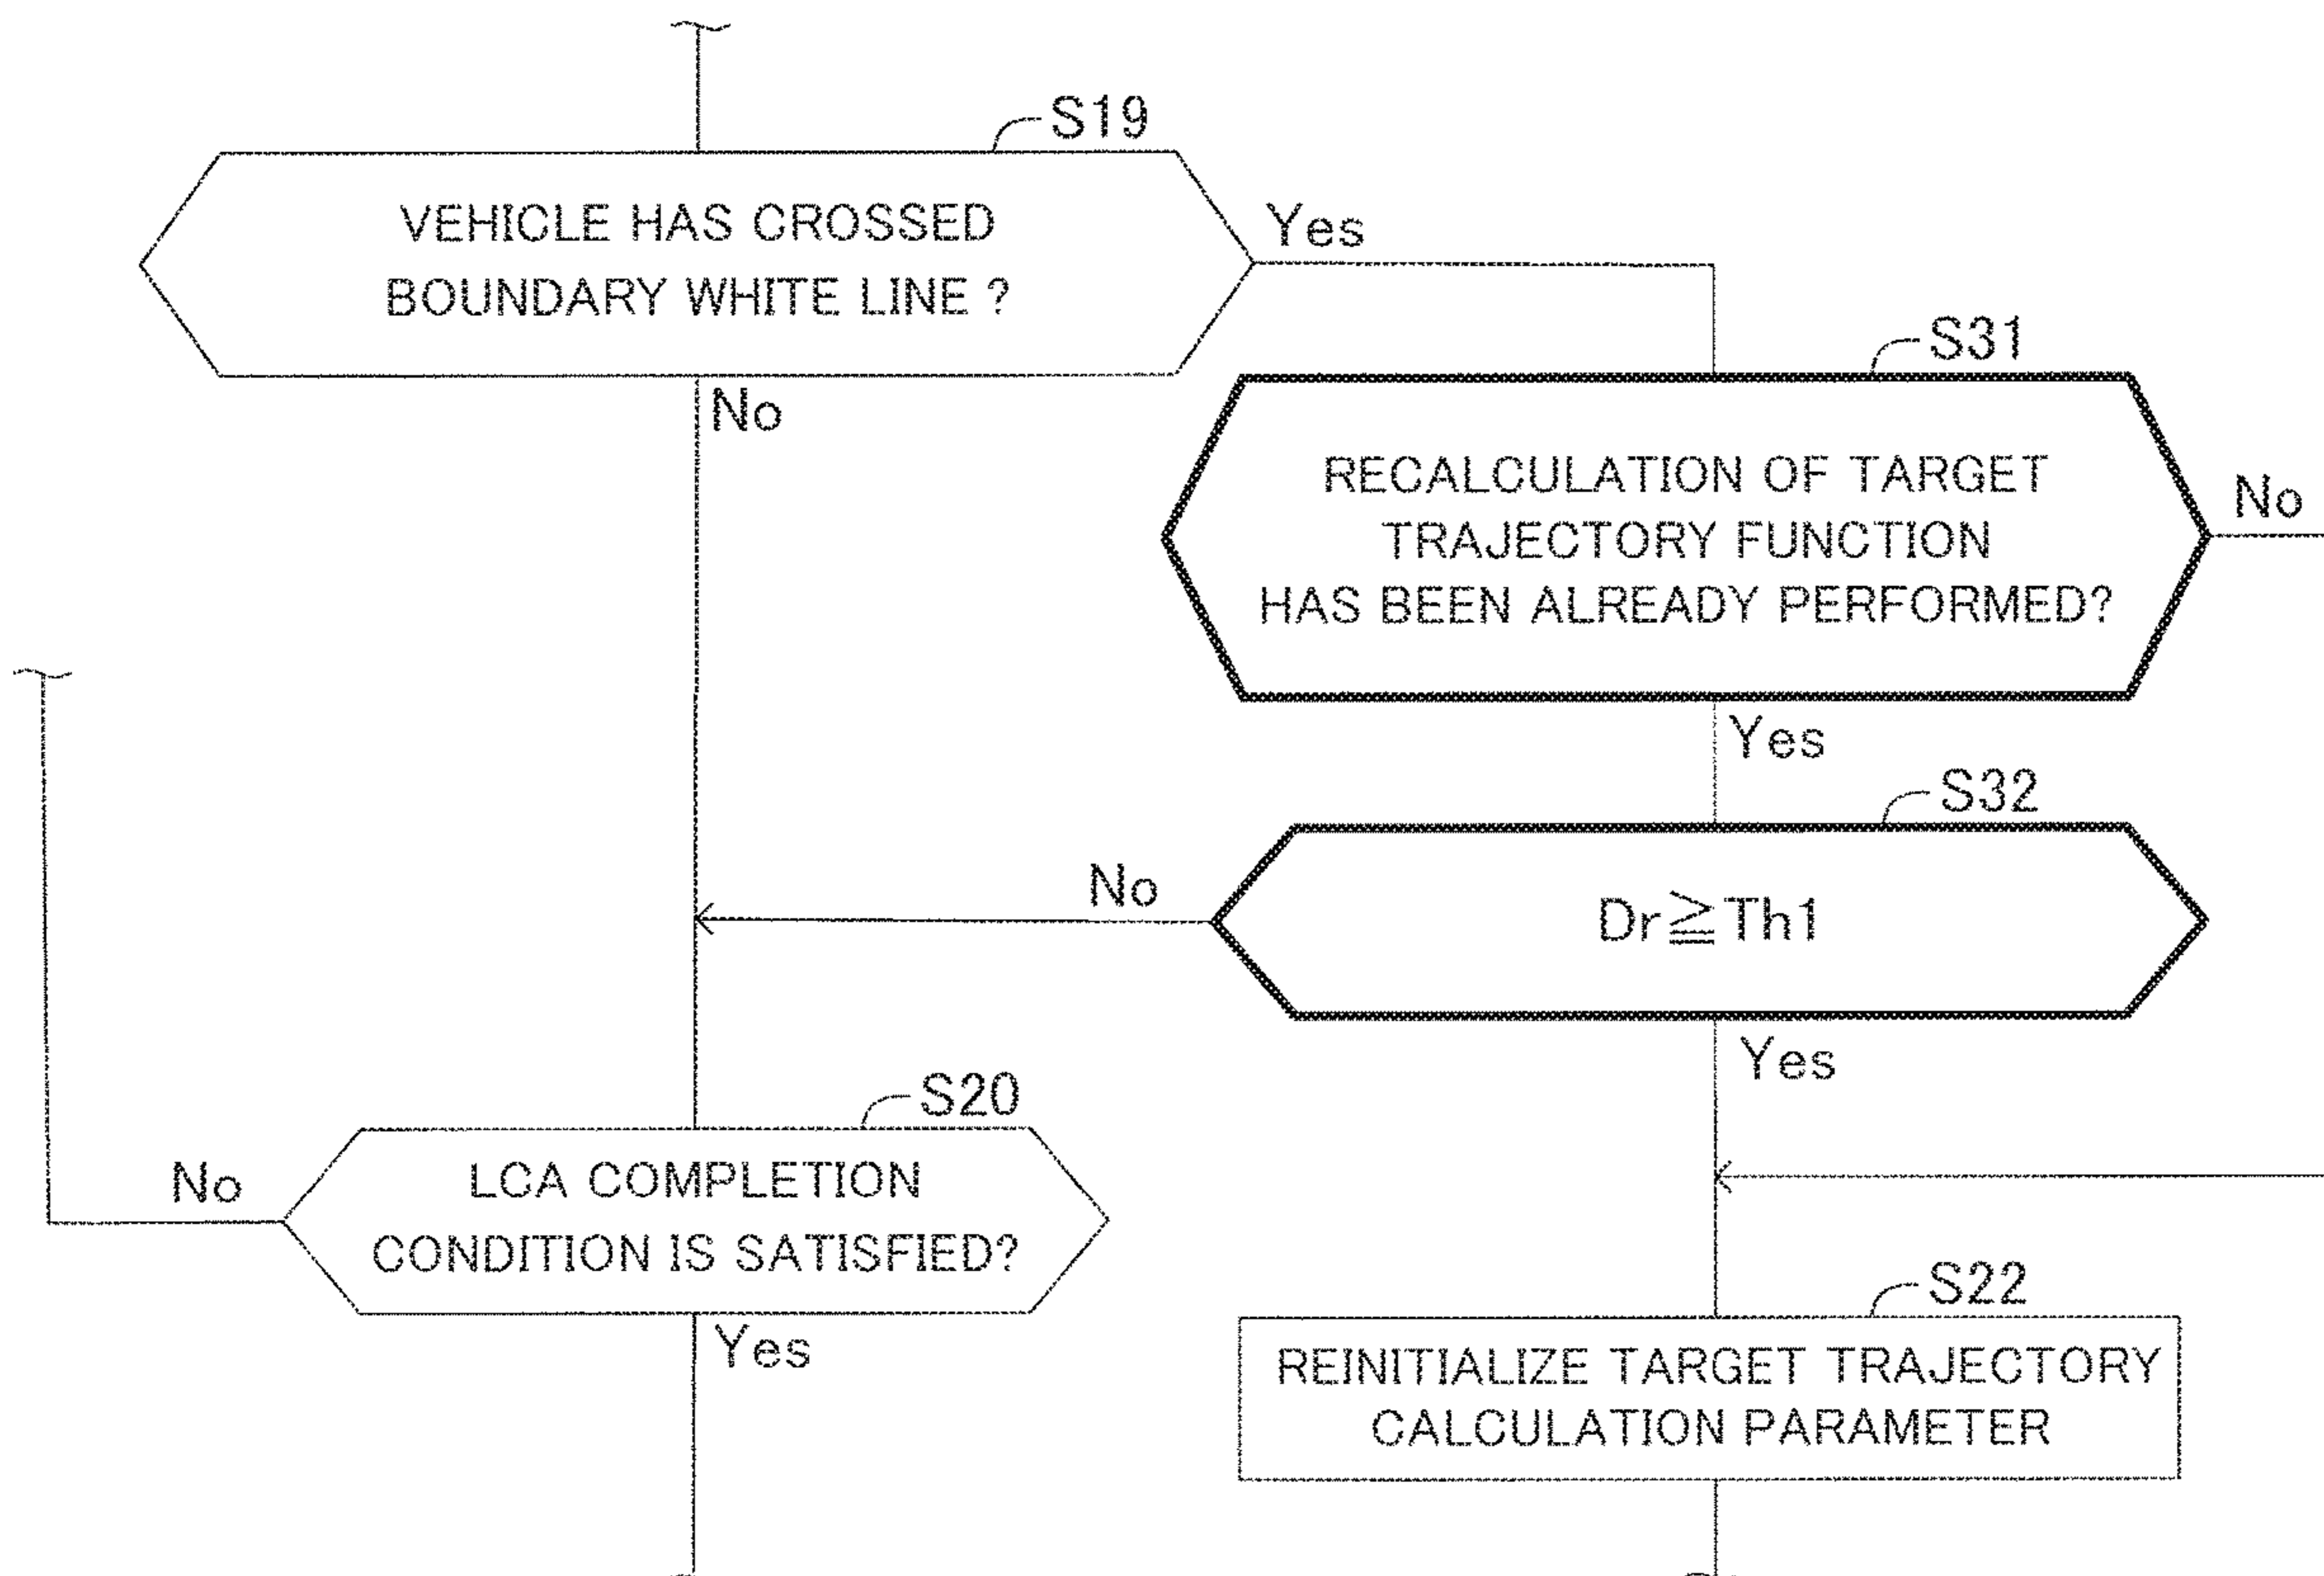 S19
VEHICLE HAS CROSSED
BOUNDARY WHITE LINE ?
Yes
No
S31
RECALCULATION OF TARGET
TRAJECTORY FUNCTION
HAS BEEN ALREADY PERFORMED?
No
Yes
S32
Dr≧Th1
No
Yes
S20
LCA COMPLETION
CONDITION IS SATISFIED?
No
Yes
S22
REINITIALIZE TARGET TRAJECTORY
CALCULATION PARAMETER